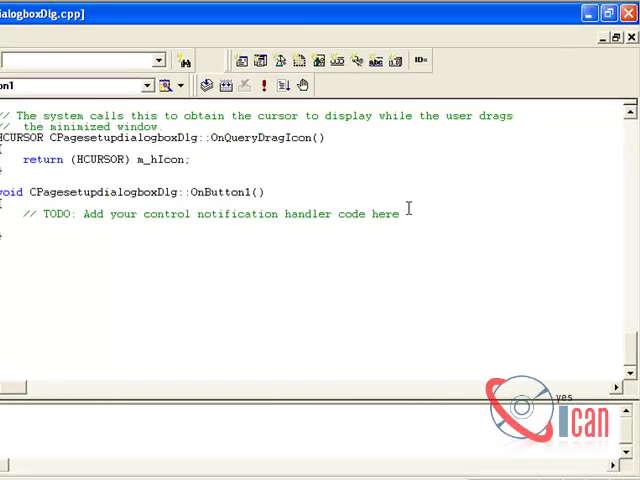 ialogboxDlg.cpp]
ID=
on1
// The system calls this to obtain the cursor to display while the user drags
//  the minimized window.
HCURSOR CPagesetupdialogboxDlg::OnQueryDragIcon()
{
return (HCURSOR) m_hIcon;
}
void CPagesetupdialogboxDlg::OnButton1()
{
// TODO: Add your control notification handler code here
}
yes
Ican